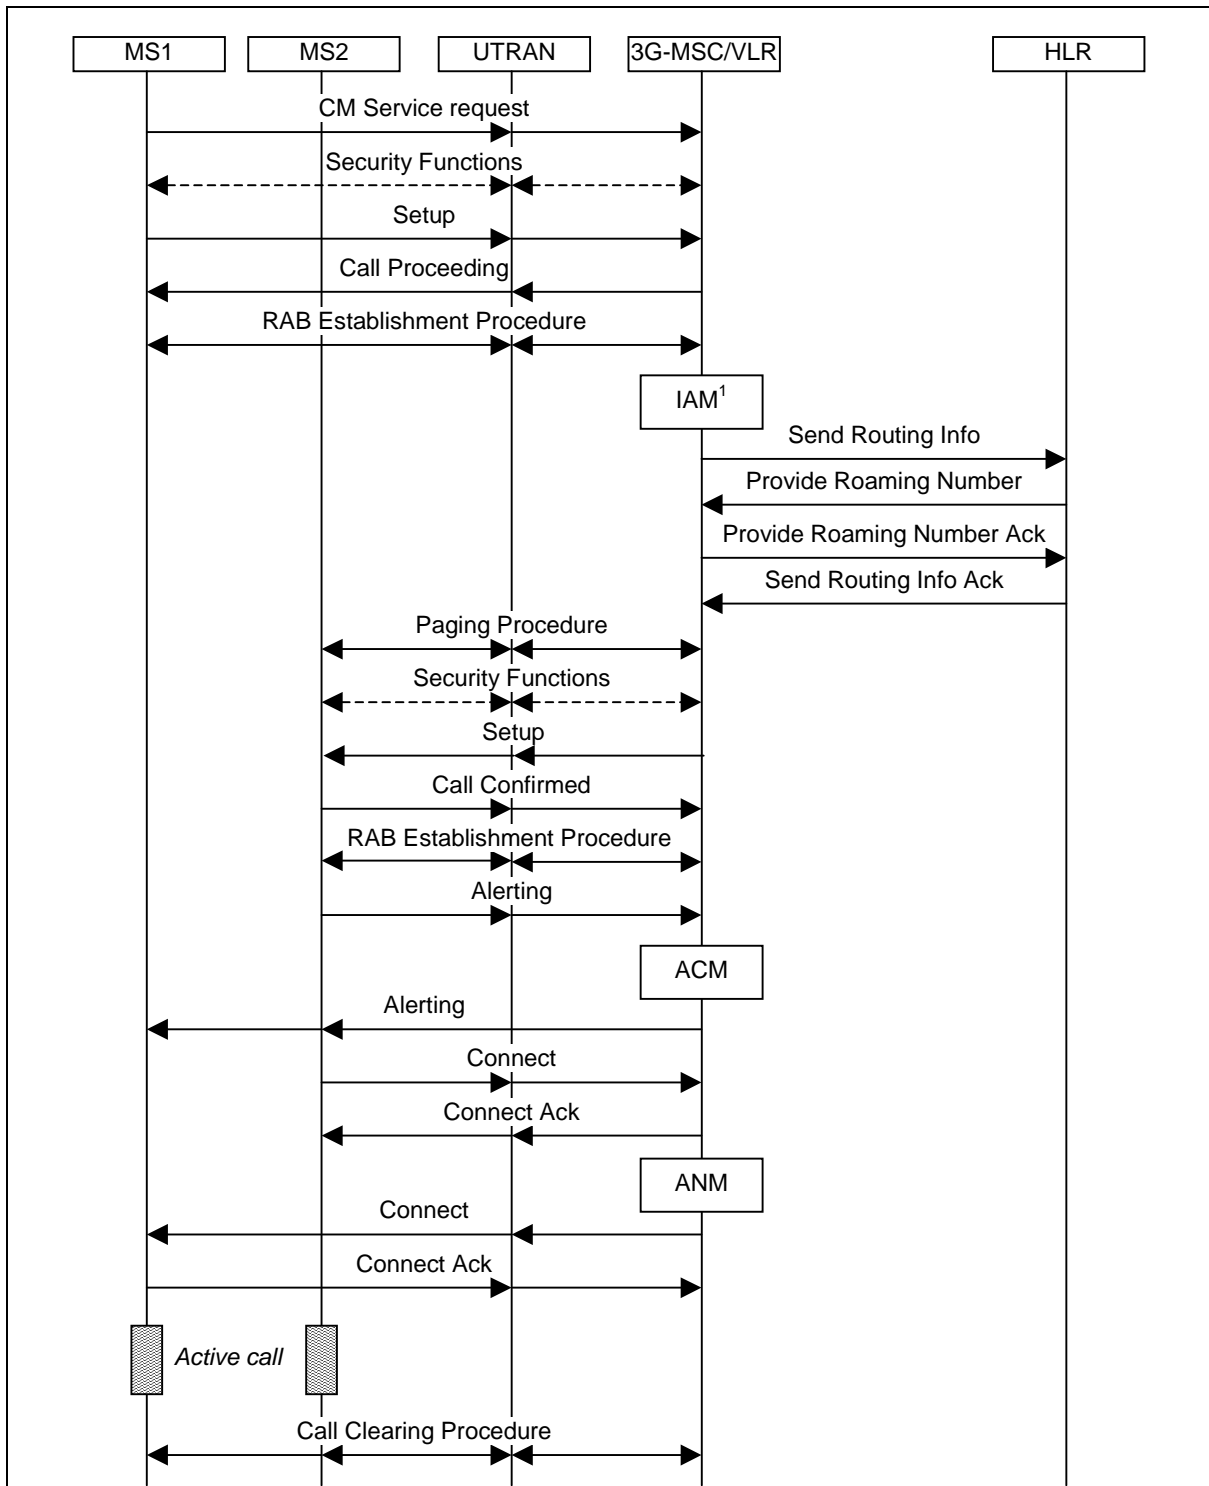 MS1 MS2 UTRAN 3G-MSC/VLR HLR
CM Service request
Security Functions
Setup
Call Proceeding
RAB Establishment Procedure
IAM¹
Send Routing Info
Provide Roaming Number
Provide Roaming Number Ack
Send Routing Info Ack
Paging Procedure
Security Functions
Setup
Call Confirmed
RAB Establishment Procedure
Alerting
ACM
Alerting
Connect
Connect Ack
ANM
Connect
Connect Ack
Active call
Call Clearing Procedure